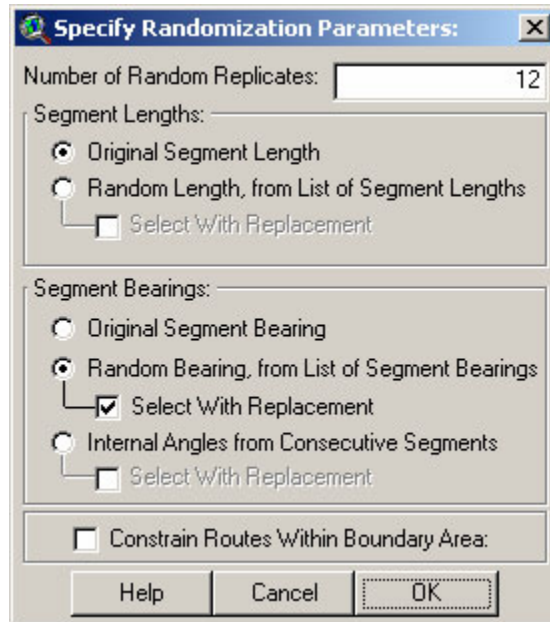 Specify Randomization Parameters:
Number of Random Replicates: 12
Segment Lengths:
Original Segment Length
Random Length, from List of Segment Lengths
Select With Replacement
Segment Bearings:
Original Segment Bearing
Random Bearing, from List of Segment Bearings
Select With Replacement
Internal Angles from Consecutive Segments
Select With Replacement
Constrain Routes Within Boundary Area:
Help Cancel OK